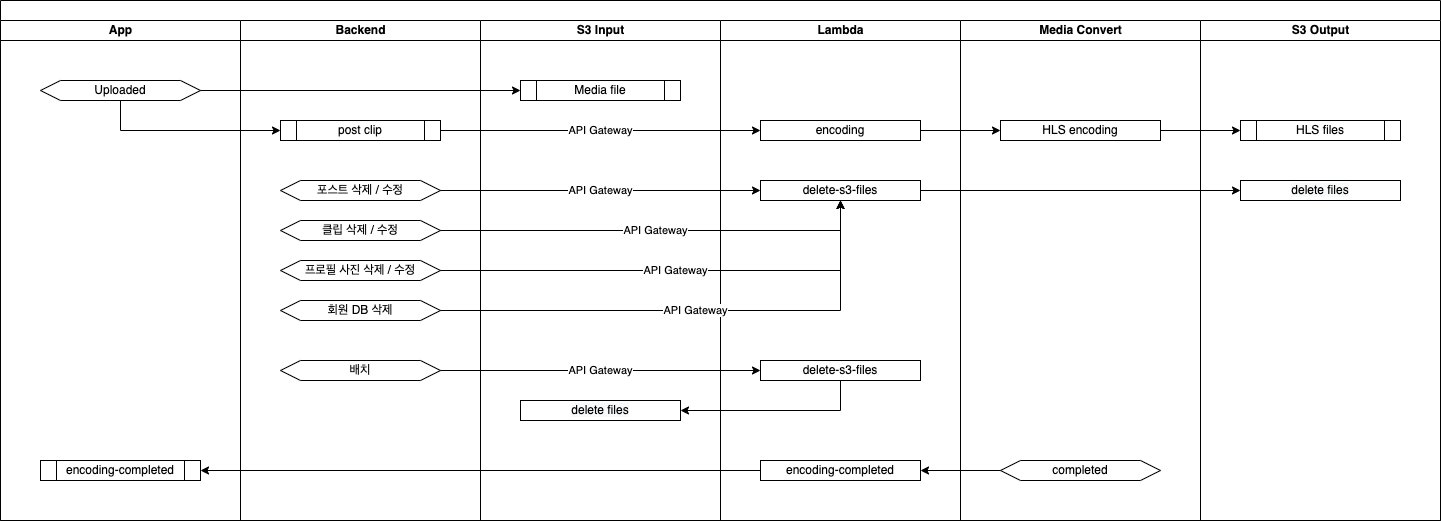 App
Backend
S3 Input
Lambda
Media Convert
S3 Output
Uploaded
Media file
post clip
API Gateway
encoding
HLS encoding
HLS files
포스트 삭제 / 수정
API Gateway
delete-s3-files
delete files
클립 삭제 / 수정
API Gateway
프로필 사진 삭제 / 수정
API Gateway
회원 DB 삭제
API Gateway
배치
API Gateway
delete-s3-files
delete files
encoding-completed
encoding-completed
completed